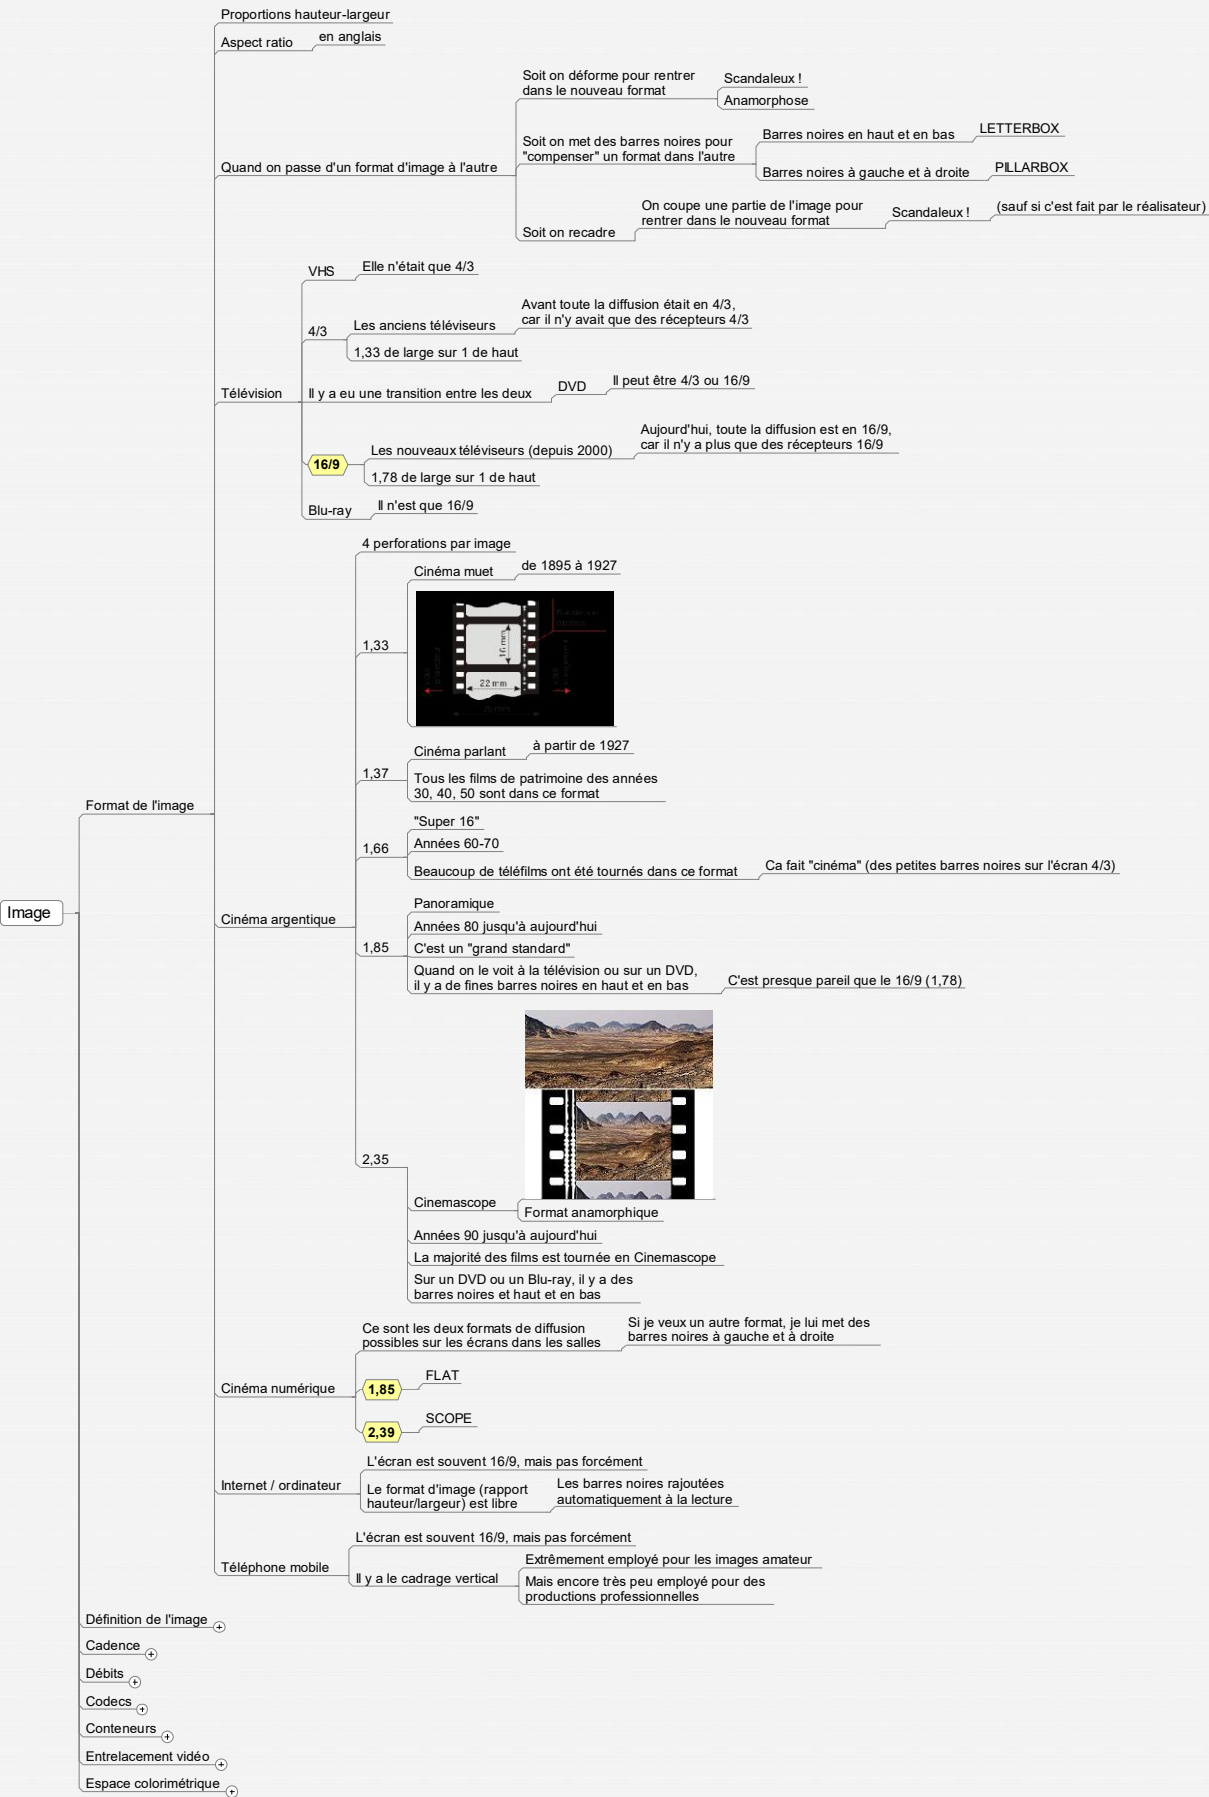 Proportions hauteur-largeur
Aspect ratio
en anglais
Quand on passe d'un format d'image à l'autre
Soit on déforme pour rentrer
dans le nouveau format
Scandaleux !
Anamorphose
Soit on met des barres noires pour
"compenser" un format dans l'autre
Barres noires en haut et en bas
LETTERBOX
Barres noires à gauche et à droite
PILLARBOX
Soit on recadre
On coupe une partie de l'image pour
rentrer dans le nouveau format
Scandaleux !
(sauf si c'est fait par le réalisateur)
Télévision
VHS
Elle n'était que 4/3
4/3
Les anciens téléviseurs
Avant toute la diffusion était en 4/3,
car il n'y avait que des récepteurs 4/3
1,33 de large sur 1 de haut
Il y a eu une transition entre les deux
DVD
Il peut être 4/3 ou 16/9
16/9
Les nouveaux téléviseurs (depuis 2000)
Aujourd'hui, toute la diffusion est en 16/9,
car il n'y a plus que des récepteurs 16/9
1,78 de large sur 1 de haut
Blu-ray
Il n'est que 16/9
Cinéma argentique
4 perforations par image
1,33
Cinéma muet
de 1895 à 1927
16 mm
22 mm
1,37
Cinéma parlant
à partir de 1927
Tous les films de patrimoine des années
30, 40, 50 sont dans ce format
1,66
"Super 16"
Années 60-70
Beaucoup de téléfilms ont été tournés dans ce format
Ca fait "cinéma" (des petites barres noires sur l'écran 4/3)
1,85
Panoramique
Années 80 jusqu'à aujourd'hui
C'est un "grand standard"
Quand on le voit à la télévision ou sur un DVD,
il y a de fines barres noires en haut et en bas
C'est presque pareil que le 16/9 (1,78)
2,35
Cinemascope
Format anamorphique
Années 90 jusqu'à aujourd'hui
La majorité des films est tournée en Cinemascope
Sur un DVD ou un Blu-ray, il y a des
barres noires et haut et en bas
Cinéma numérique
Ce sont les deux formats de diffusion
possibles sur les écrans dans les salles
Si je veux un autre format, je lui met des
barres noires à gauche et à droite
1,85
FLAT
2,39
SCOPE
Internet / ordinateur
L'écran est souvent 16/9, mais pas forcément
Le format d'image (rapport
hauteur/largeur) est libre
Les barres noires rajoutées
automatiquement à la lecture
Téléphone mobile
L'écran est souvent 16/9, mais pas forcément
Il y a le cadrage vertical
Extrêmement employé pour les images amateur
Mais encore très peu employé pour des
productions professionnelles
Format de l'image
Image
Définition de l'image
Cadence
Débits
Codecs
Conteneurs
Entrelacement vidéo
Espace colorimétrique